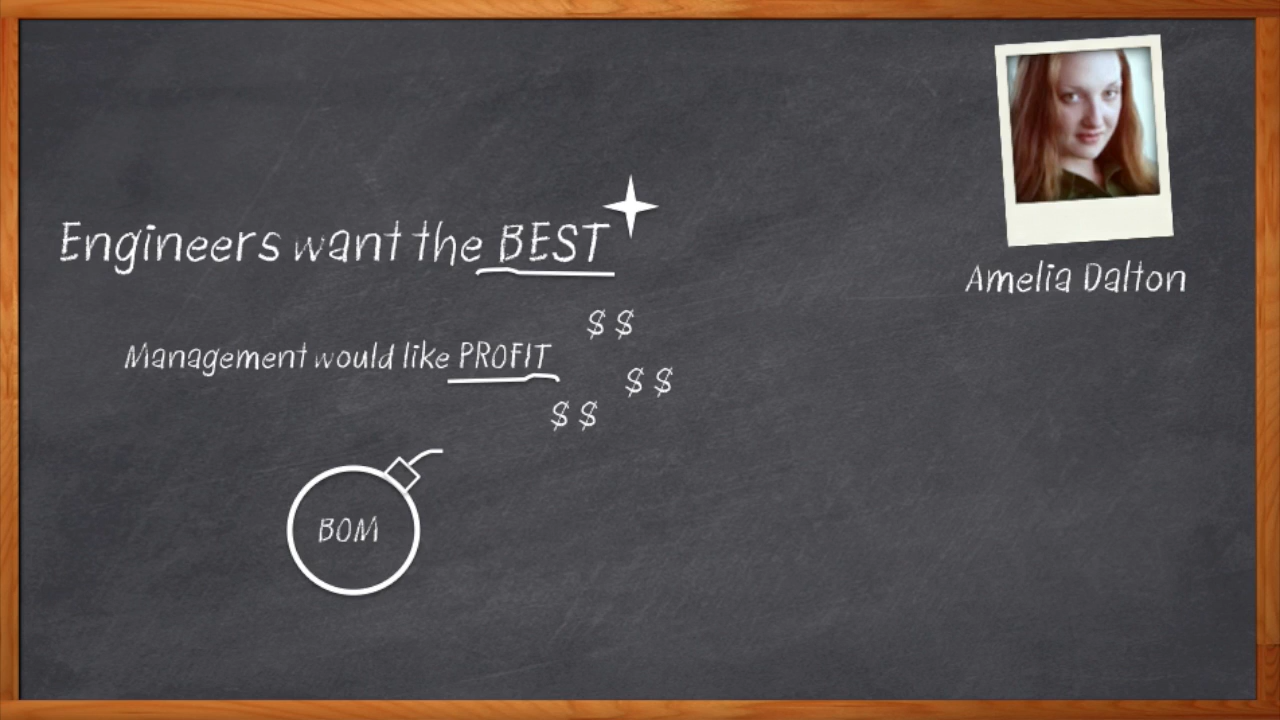 Engineers want the BEST
$ $
Management would like PROFIT
$ $
$ $
BOM
Amelia Dalton